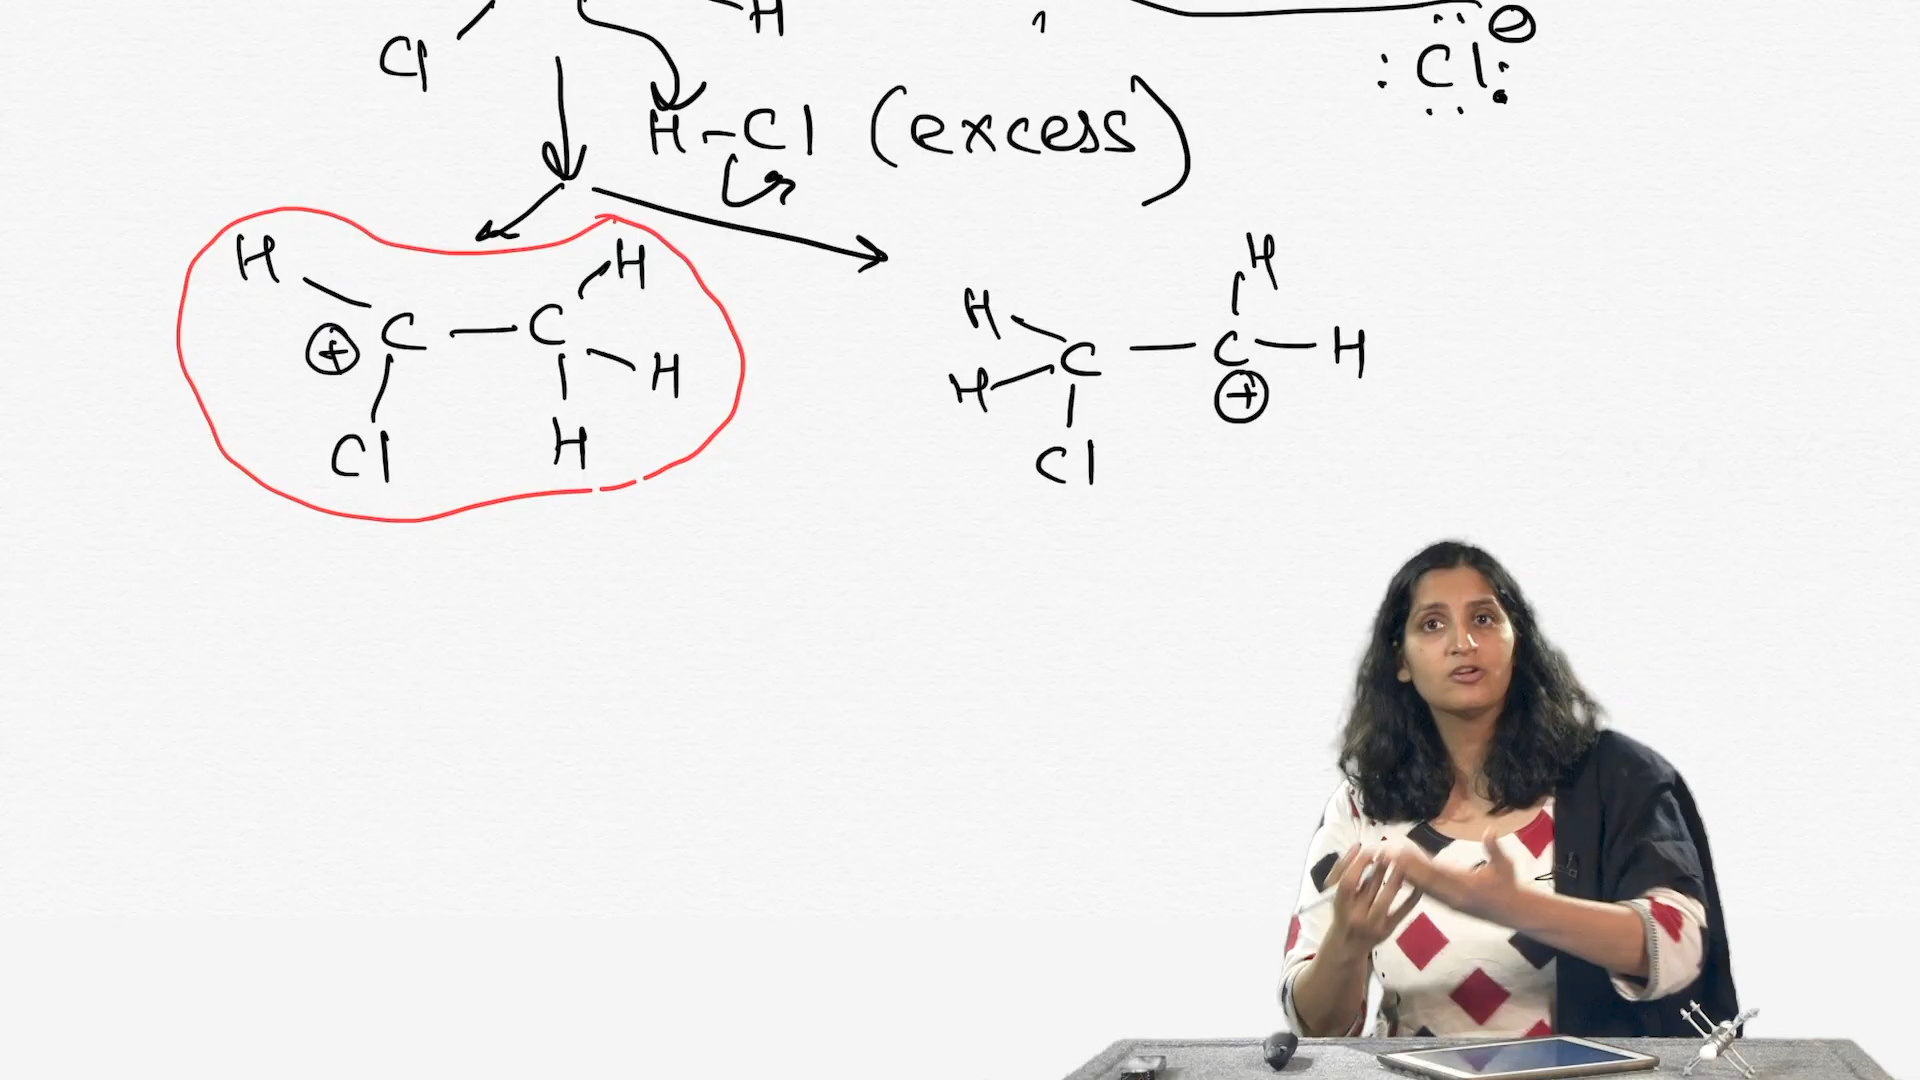 H
Cl
Cl ⊖
H-Cl (excess)
H H
⊕ C — C H
Cl H
H H
H C — C — H
⊕
Cl